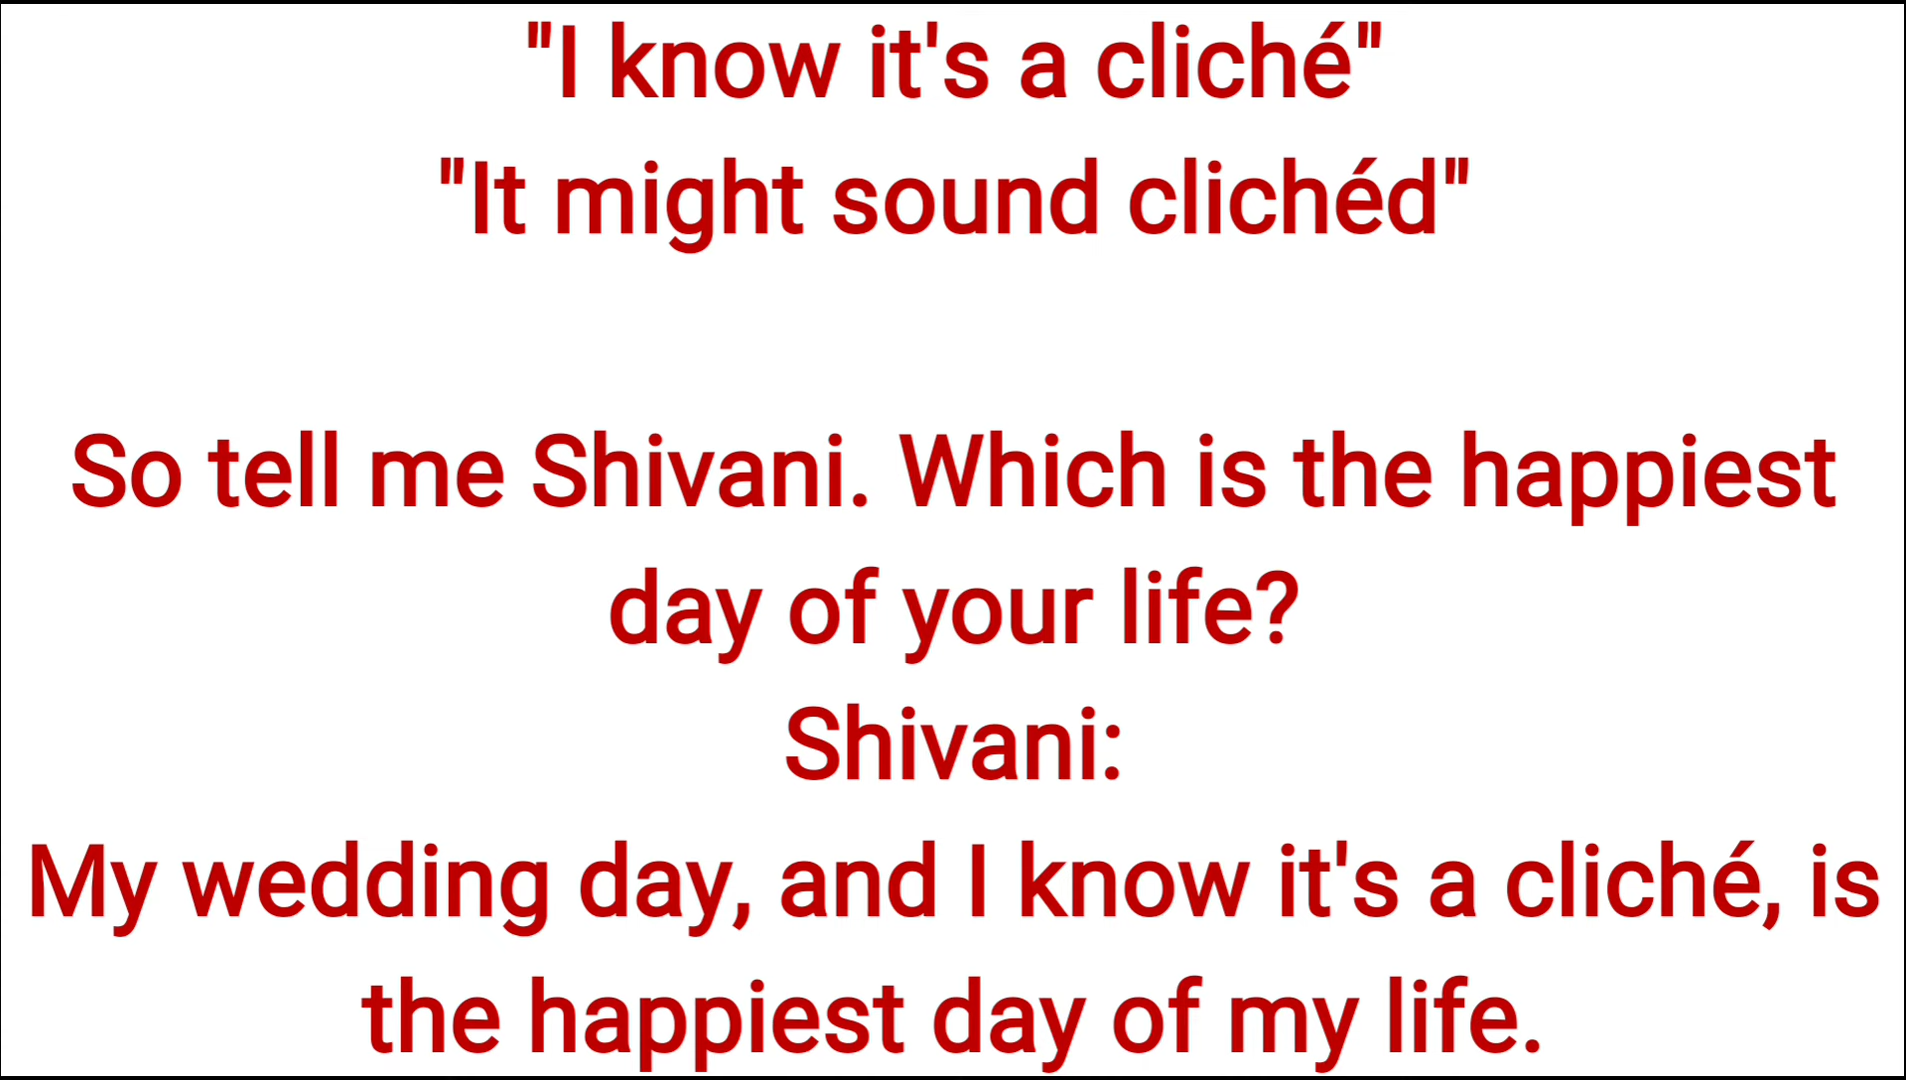 "I know it's a cliché"
"It might sound clichéd"
So tell me Shivani. Which is the happiest
day of your life?
Shivani:
My wedding day, and I know it's a cliché, is
the happiest day of my life.